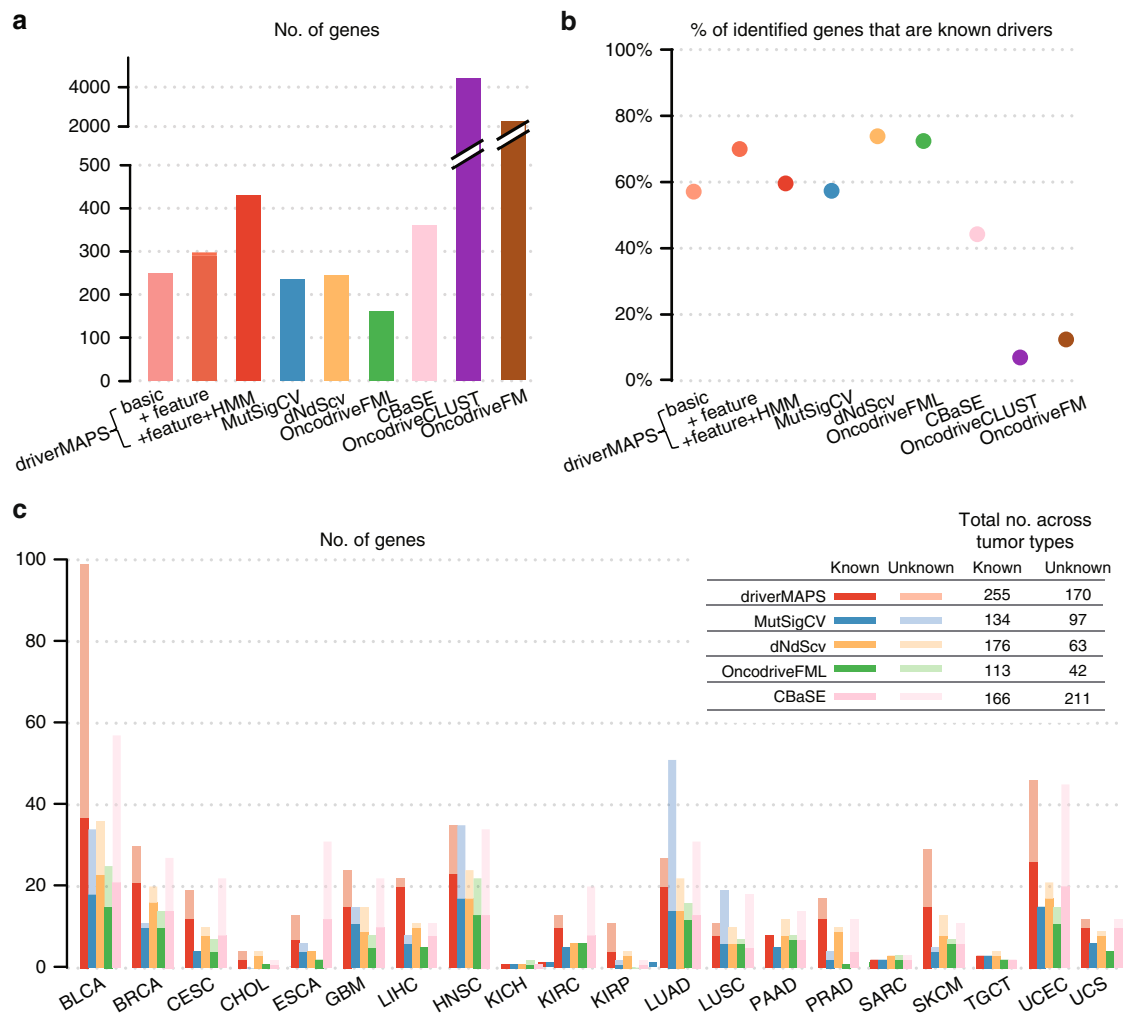 a
No. of genes
4000
2000
500
400
300
200
100
0
driverMAPS
basic
+ feature
+feature+HMM
MutSigCV
dNdScv
OncodriveFML
CBaSE
OncodriveCLUST
OncodriveFM
b
% of identified genes that are known drivers
100%
80%
60%
40%
20%
0%
driverMAPS
basic
+ feature
+feature+HMM
MutSigCV
dNdScv
OncodriveFML
CBaSE
OncodriveCLUST
OncodriveFM
c
No. of genes
100
80
60
40
20
0
Total no. across
tumor types
Known Unknown Known Unknown
driverMAPS 255 170
MutSigCV 134 97
dNdScv 176 63
OncodriveFML 113 42
CBaSE 166 211
BLCA
BRCA
CESC
CHOL
ESCA
GBM
LIHC
HNSC
KICH
KIRC
KIRP
LUAD
LUSC
PAAD
PRAD
SARC
SKCM
TGCT
UCEC
UCS